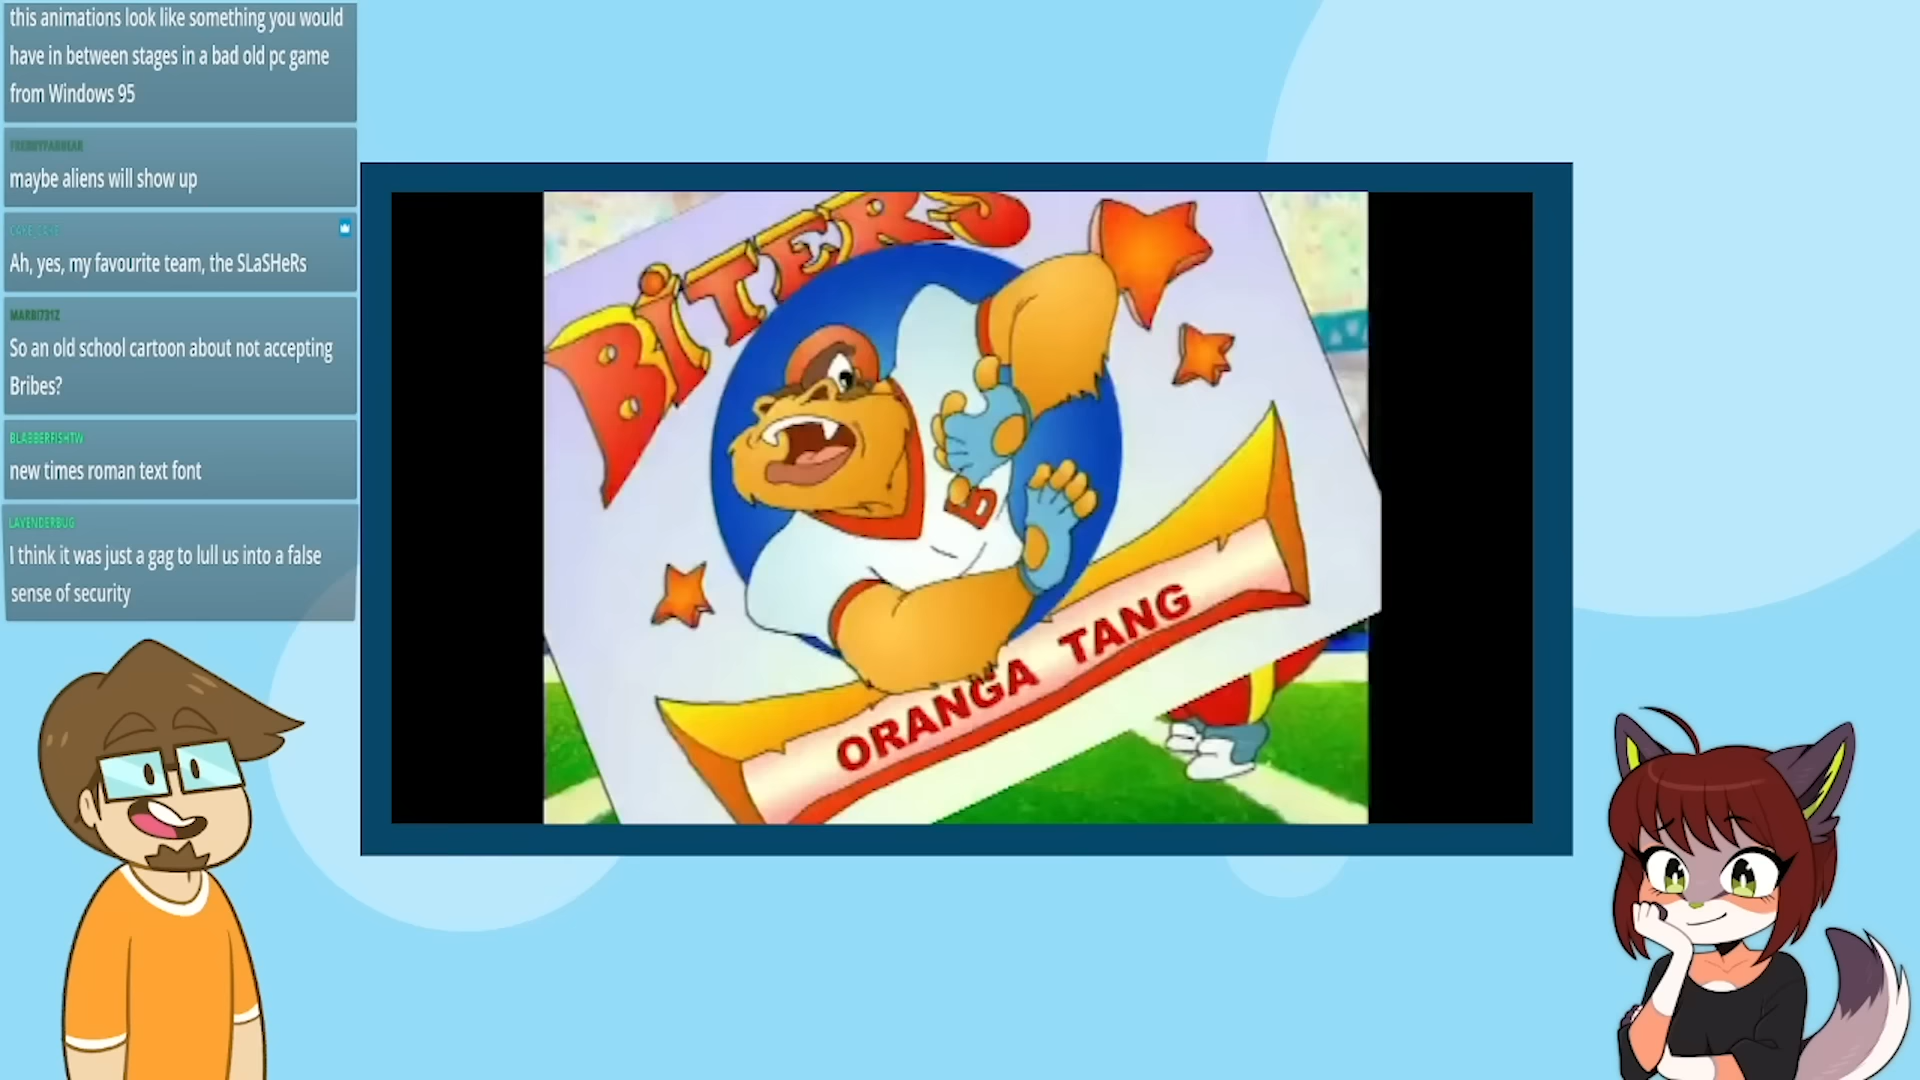 this animations look like something you would
have in between stages in a bad old pc game
from Windows 95
FREDDYFADBEAR
maybe aliens will show up
Ah, yes, my favourite team, the SLaSHeRs
MARBI731Z
So an old school cartoon about not accepting
Bribes?
BLABBERFISHTW
new times roman text font
LAVENDERBUG
I think it was just a gag to lull us into a false
sense of security
BITERS
B
ORANGA TANG